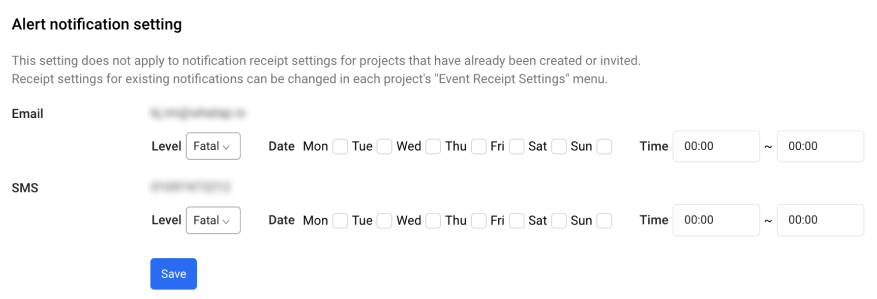 Alert notification setting
This setting does not apply to notification receipt settings for projects that have already been created or invited.
Receipt settings for existing notifications can be changed in each project's "Event Receipt Settings" menu.
Email
Level Fatal Date Mon Tue Wed Thu Fri Sat Sun Time 00:00 ~ 00:00
SMS
Level Fatal Date Mon Tue Wed Thu Fri Sat Sun Time 00:00 ~ 00:00
Save